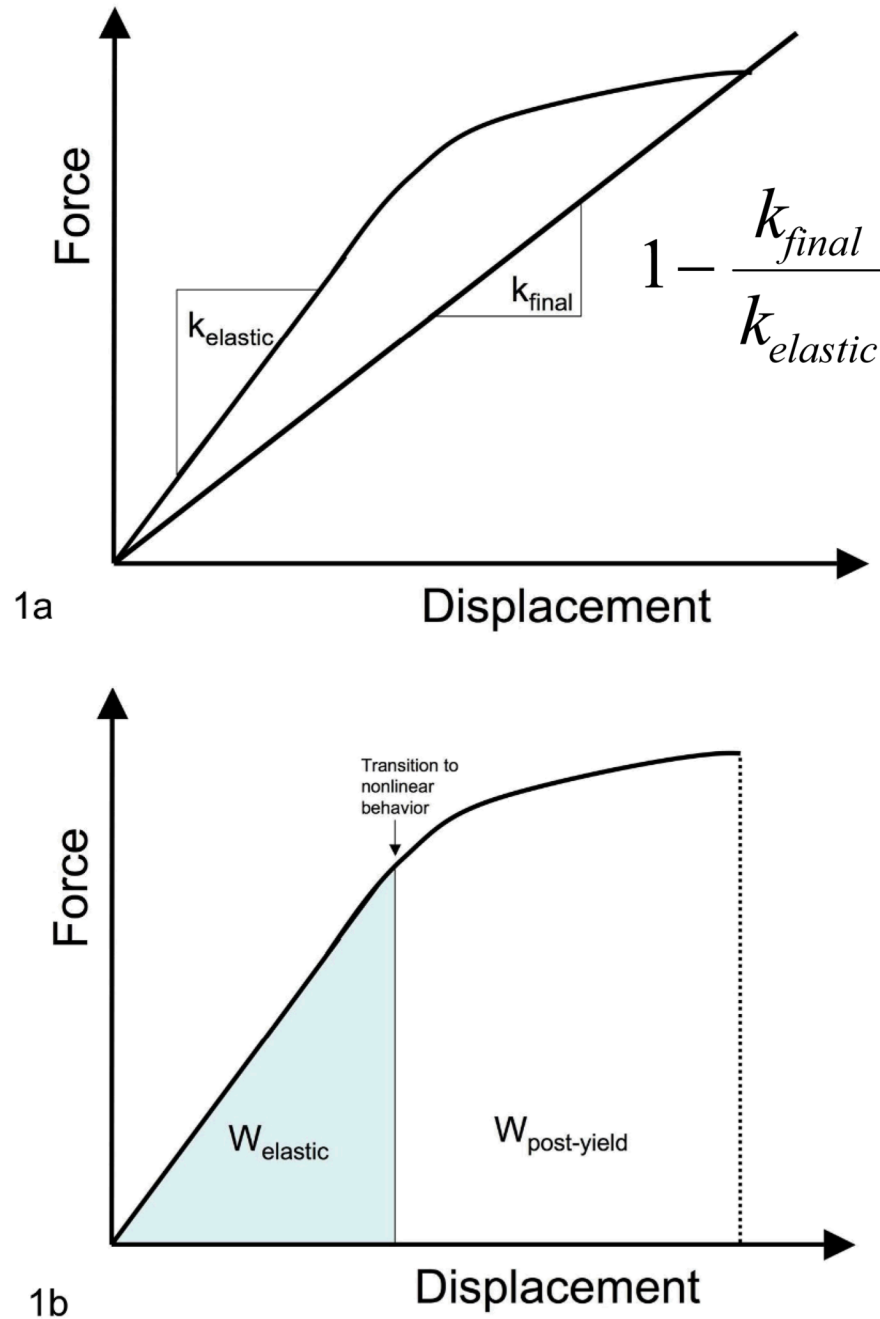 Force
k_elastic
k_final
1 - k_final / k_elastic
Displacement
1a
Transition to
nonlinear
behavior
Force
W_elastic
W_post-yield
Displacement
1b